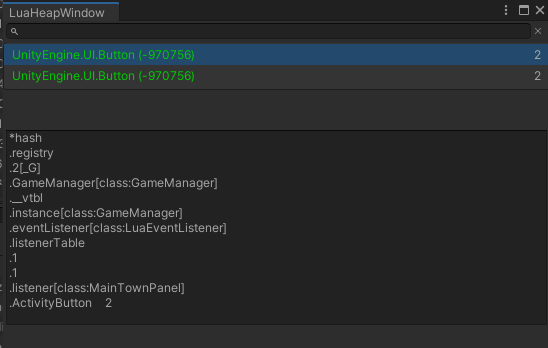 LuaHeapWindow
UnityEngine.UI.Button (-970756) 2
UnityEngine.UI.Button (-970756) 2
*hash
.registry
.2[_G]
.GameManager[class:GameManager]
.__vtbl
.instance[class:GameManager]
.eventListener[class:LuaEventListener]
.listenerTable
.1
.1
.listener[class:MainTownPanel]
.ActivityButton 2